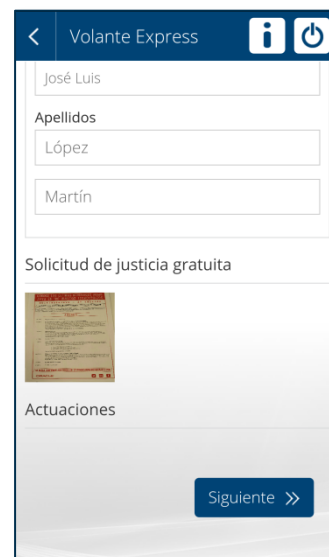 Volante Express
José Luis
Apellidos
López
Martín
Solicitud de justicia gratuita
Actuaciones
Siguiente